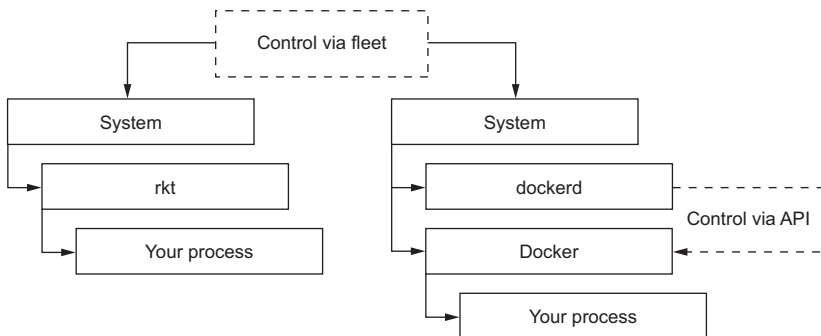 Control via fleet
System
rkt
Your process
System
dockerd
Control via API
Docker
Your process